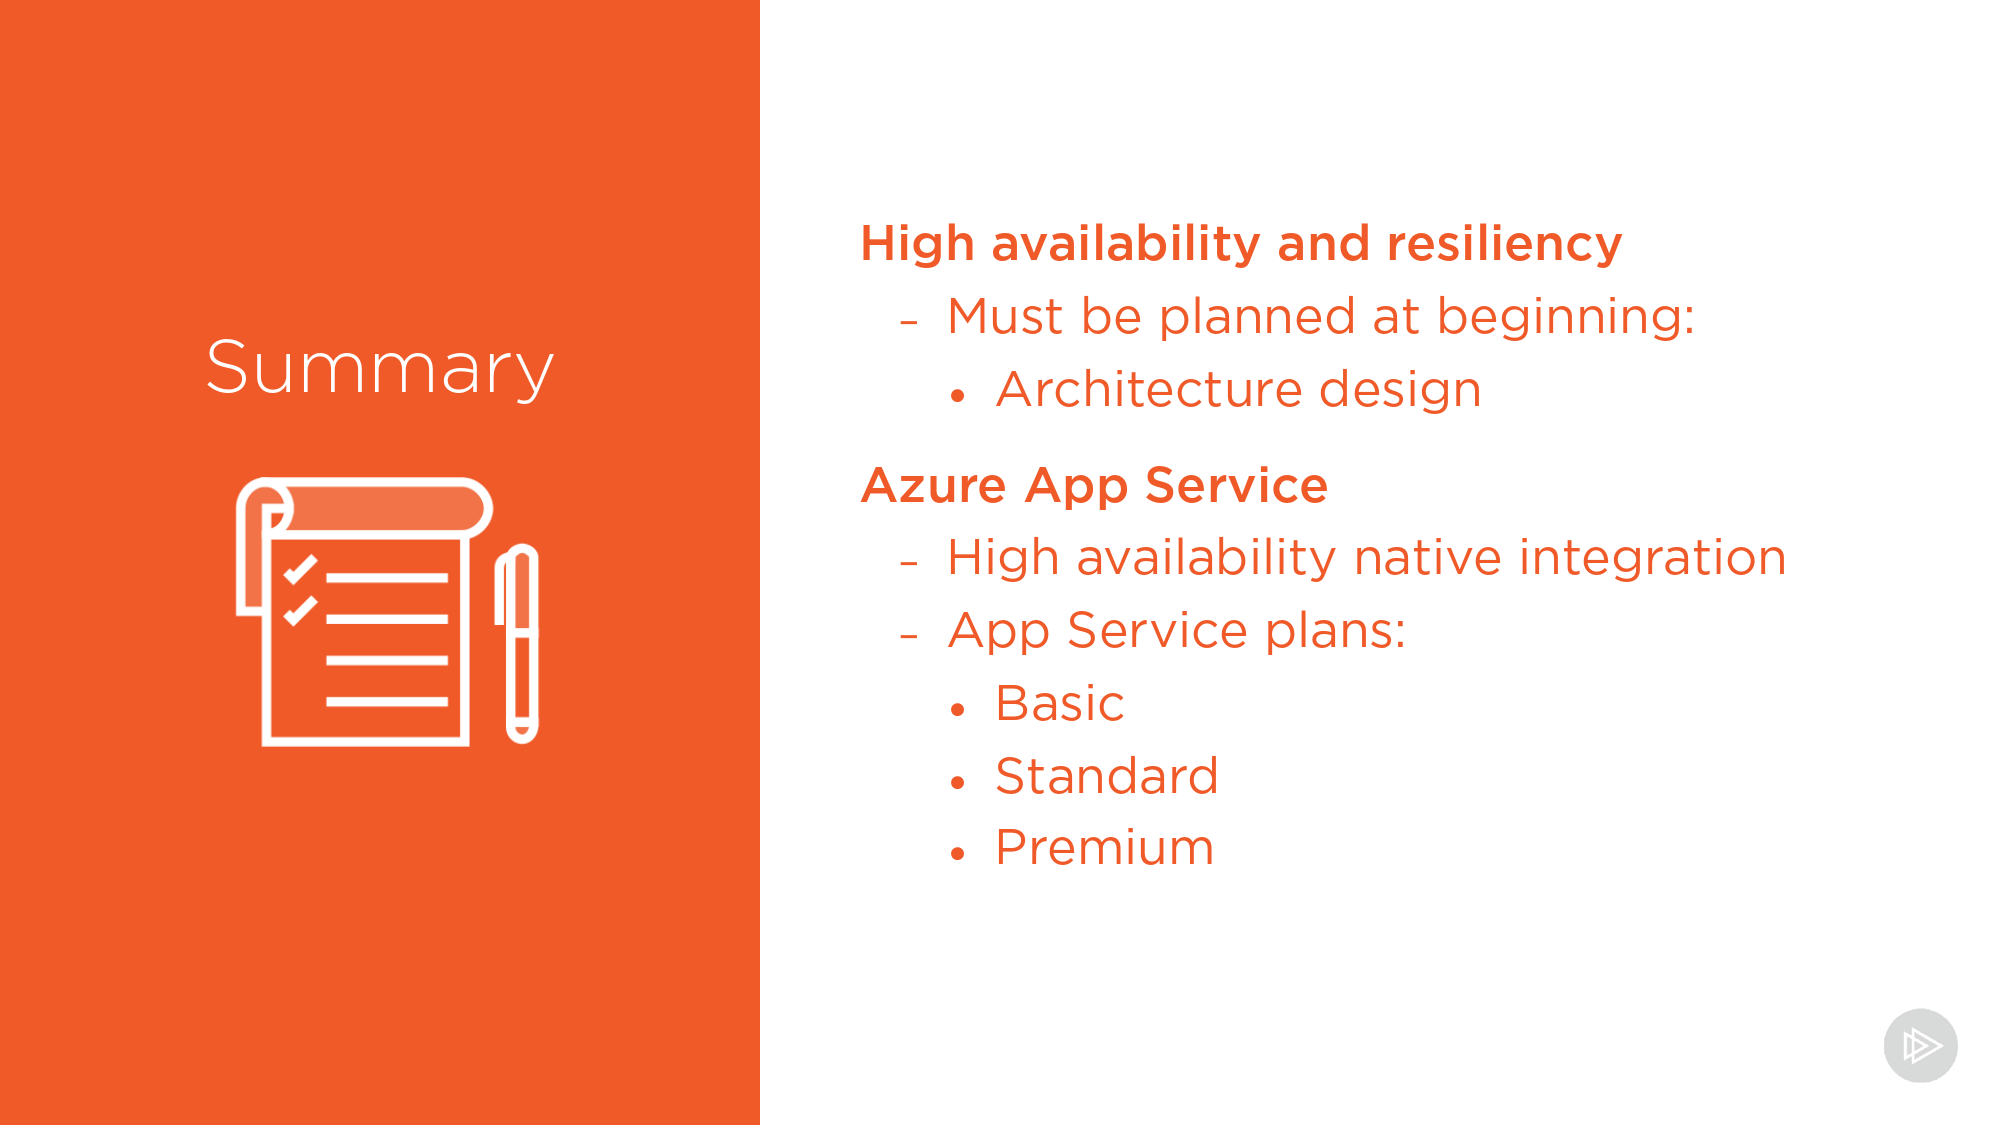 Summary
High availability and resiliency
– Must be planned at beginning:
• Architecture design
Azure App Service
– High availability native integration
– App Service plans:
• Basic
• Standard
• Premium